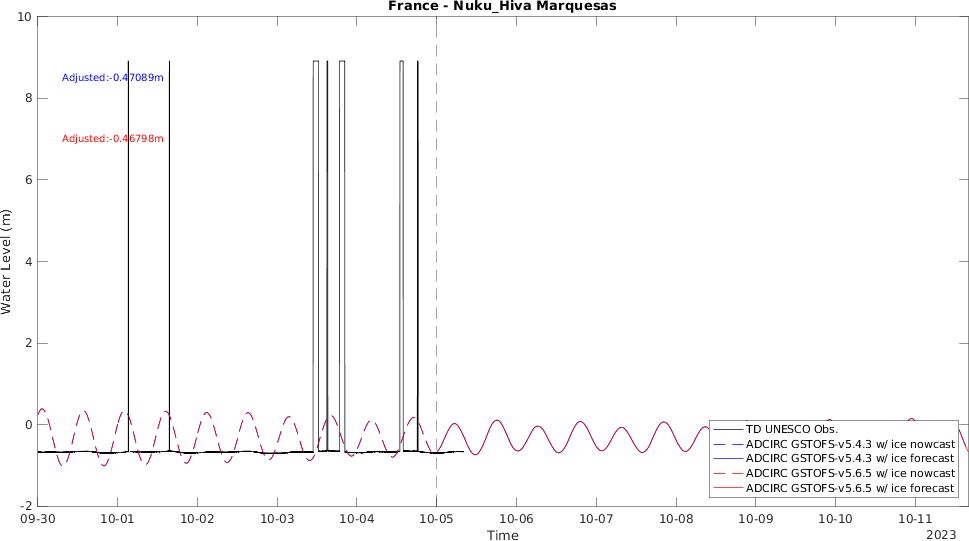 France - Nuku_Hiva Marquesas
10
8
6
4
2
0
-2
Water Level (m)
Adjusted:-0.47089m
Adjusted:-0.46798m
TD UNESCO Obs.
ADCIRC GSTOFS-v5.4.3 w/ ice nowcast
ADCIRC GSTOFS-v5.4.3 w/ ice forecast
ADCIRC GSTOFS-v5.6.5 w/ ice nowcast
ADCIRC GSTOFS-v5.6.5 w/ ice forecast
09-30 10-01 10-02 10-03 10-04 10-05 10-06 10-07 10-08 10-09 10-10 10-11
Time
2023